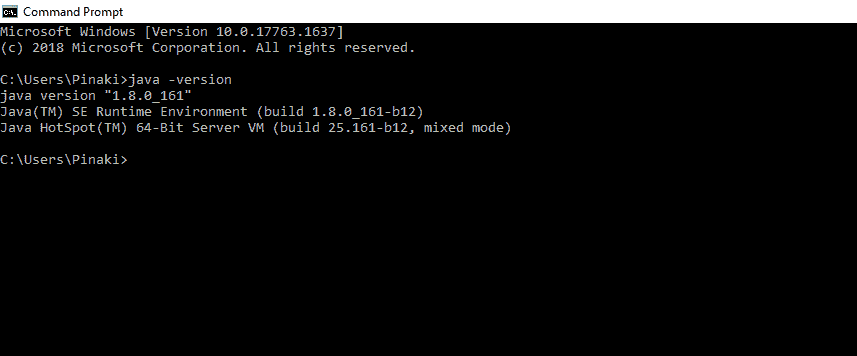 Command Prompt
Microsoft Windows [Version 10.0.17763.1637]
(c) 2018 Microsoft Corporation. All rights reserved.
C:\Users\Pinaki>java -version
java version "1.8.0_161"
Java(TM) SE Runtime Environment (build 1.8.0_161-b12)
Java HotSpot(TM) 64-Bit Server VM (build 25.161-b12, mixed mode)
C:\Users\Pinaki>